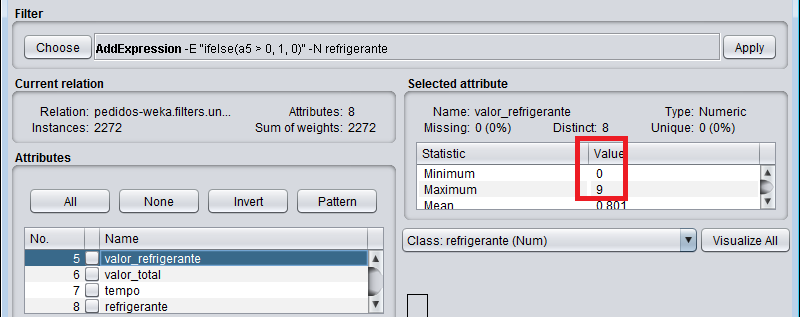 Filter
Choose AddExpression -E "ifelse(a5 > 0, 1, 0)" -N refrigerante Apply
Current relation
Relation: pedidos-weka.filters.un... Attributes: 8
Instances: 2272 Sum of weights: 2272
Attributes
All None Invert Pattern
No. Name
5 valor_refrigerante
6 valor_total
7 tempo
8 refrigerante
Selected attribute
Name: valor_refrigerante Type: Numeric
Missing: 0 (0%) Distinct: 8 Unique: 0 (0%)
Statistic Value
Minimum 0
Maximum 9
Mean 0.801
Class: refrigerante (Num) Visualize All